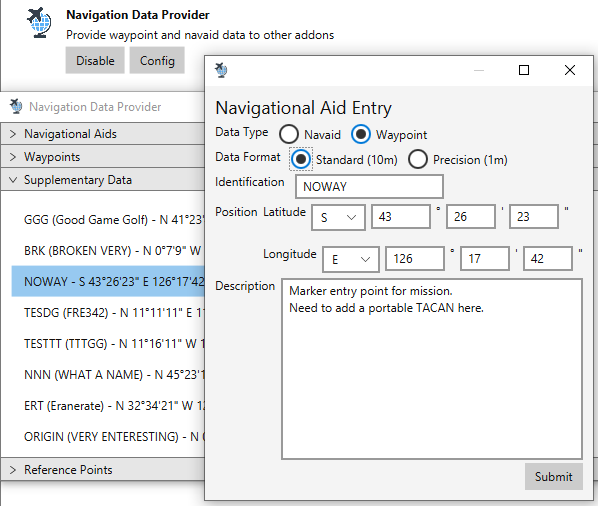 Navigation Data Provider
Provide waypoint and navaid data to other addons
Disable Config
Navigation Data Provider
Navigational Aids
Waypoints
Supplementary Data
GGG (Good Game Golf) - N 41°23'
BRK (BROKEN VERY) - N 0°7'9" W
NOWAY - S 43°26'23" E 126°17'42
TESDG (FRE342) - N 11°11'11" E 11
TESTTT (TTTGG) - N 11°16'11" W 1
NNN (WHAT A NAME) - N 45°23'1
ERT (Eranerate) - N 32°34'21" W 12
ORIGIN (VERY ENTERESTING) - N 0
Reference Points
Navigational Aid Entry
Data Type Navaid Waypoint
Data Format Standard (10m) Precision (1m)
Identification NOWAY
Position Latitude S 43 ° 26 ' 23 "
Longitude E 126 ° 17 ' 42 "
Description Marker entry point for mission.
Need to add a portable TACAN here.
Submit